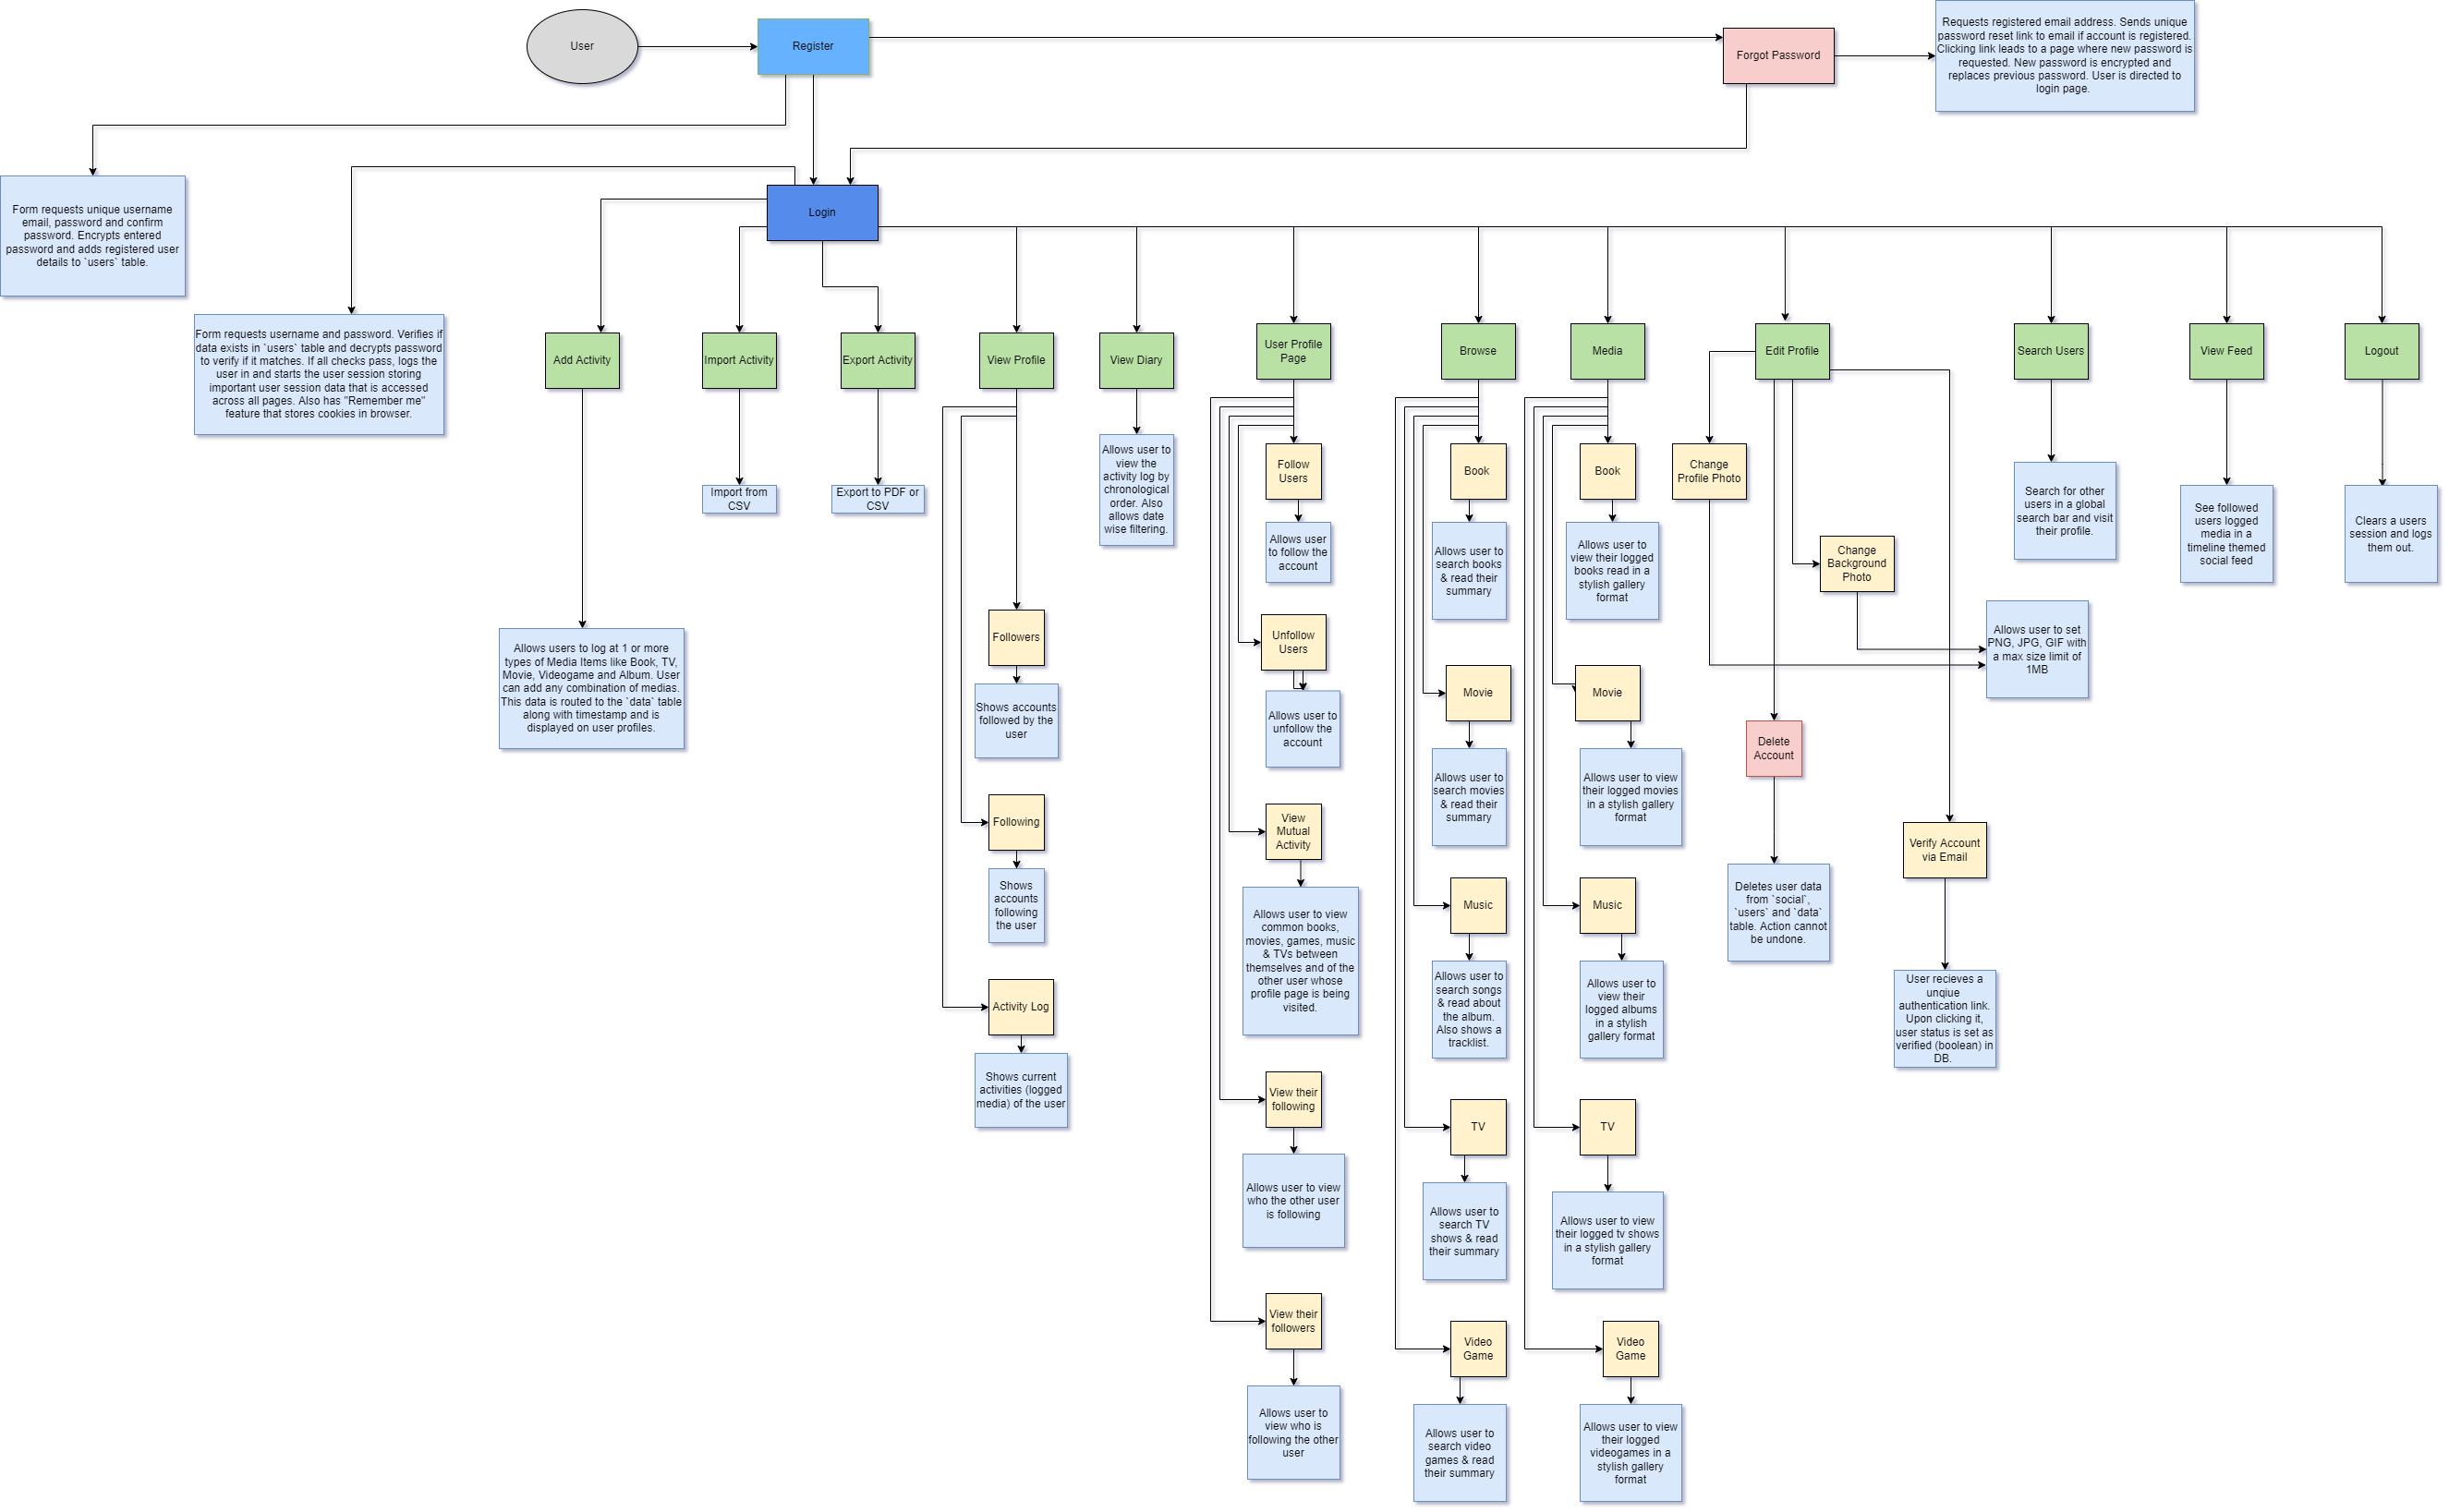 User
Register
Forgot Password
Requests registered email address. Sends unique
password reset link to email if account is registered.
Clicking link leads to a page where new password is
requested. New password is encrypted and
replaces previous password. User is directed to
login page.
Form requests unique username
email, password and confirm
password. Encrypts entered
password and adds registered user
details to `users` table.
Login
Form requests username and password. Verifies if
data exists in `users` table and decrypts password
to verify if it matches. If all checks pass, logs the
user in and starts the user session storing
important user session data that is accessed
across all pages. Also has "Remember me"
feature that stores cookies in browser.
Add Activity
Import Activity
Export Activity
View Profile
View Diary
User Profile
Page
Browse
Media
Edit Profile
Search Users
View Feed
Logout
Allows users to log at 1 or more
types of Media Items like Book, TV,
Movie, Videogame and Album. User
can add any combination of medias.
This data is routed to the `data` table
along with timestamp and is
displayed on user profiles.
Import from
CSV
Export to PDF or
CSV
Followers
Shows accounts
followed by the
user
Following
Shows
accounts
following
the user
Activity Log
Shows current
activities (logged
media) of the user
Allows user to
view the
activity log by
chronological
order. Also
allows date
wise filtering.
Follow
Users
Allows user
to follow the
account
Unfollow
Users
Allows user to
unfollow the
account
View
Mutual
Activity
Allows user to view
common books,
movies, games, music
& TVs between
themselves and of the
other user whose
profile page is being
visited.
View their
following
Allows user to view
who the other user
is following
View their
followers
Allows user to
view who is
following the other
user
Book
Allows user to
search books
& read their
summary
Movie
Allows user to
search movies
& read their
summary
Music
Allows user to
search songs
& read about
the album.
Also shows a
tracklist.
TV
Allows user to
search TV
shows & read
their summary
Video
Game
Allows user to
search video
games & read
their summary
Book
Allows user to
view their logged
books read in a
stylish gallery
format
Movie
Allows user to view
their logged movies
in a stylish gallery
format
Music
Allows user to
view their
logged albums
in a stylish
gallery format
TV
Allows user to view
their logged tv shows
in a stylish gallery
format
Video
Game
Allows user to view
their logged
videogames in a
stylish gallery
format
Change
Profile Photo
Change
Background
Photo
Allows user to set
PNG, JPG, GIF with
a max size limit of
1MB
Delete
Account
Deletes user data
from `social`,
`users` and `data`
table. Action cannot
be undone.
Verify Account
via Email
User recieves a
unqiue
authentication link.
Upon clicking it,
user status is set as
verified (boolean) in
DB.
Search for other
users in a global
search bar and visit
their profile.
See followed
users logged
media in a
timeline themed
social feed
Clears a users
session and logs
them out.